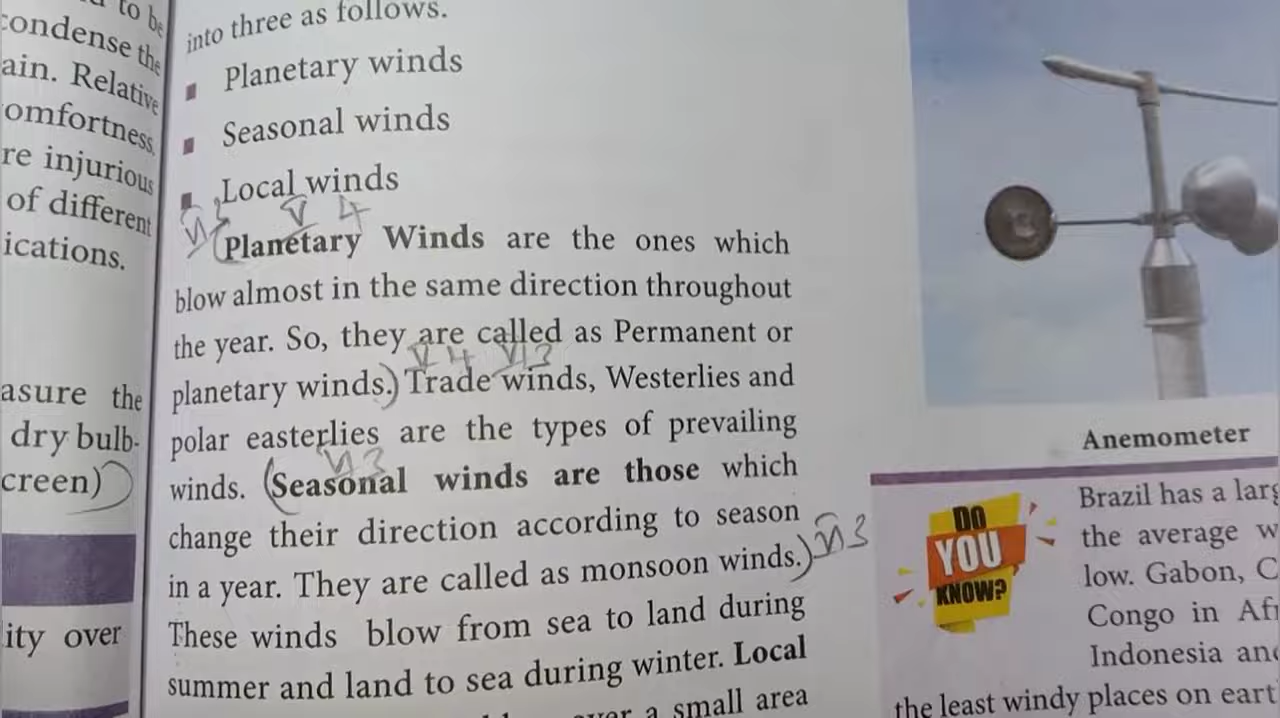 to be
condense the
ain. Relative
omfortness,
re injurious
of different
ications.
asure the
dry bulb-
creen)
ity over
into three as follows.
Planetary winds
Seasonal winds
Local winds
Planetary Winds are the ones which
blow almost in the same direction throughout
the year. So, they are called as Permanent or
planetary winds.) Trade winds, Westerlies and
polar easterlies are the types of prevailing
winds. (Seasonal winds are those which
change their direction according to season
in a year. They are called as monsoon winds.)
These winds blow from sea to land during
summer and land to sea during winter. Local
over a small area
Anemometer
DO
YOU
KNOW?
Brazil has a larg
the average w
low. Gabon, C
Congo in Afr
Indonesia and
the least windy places on eart